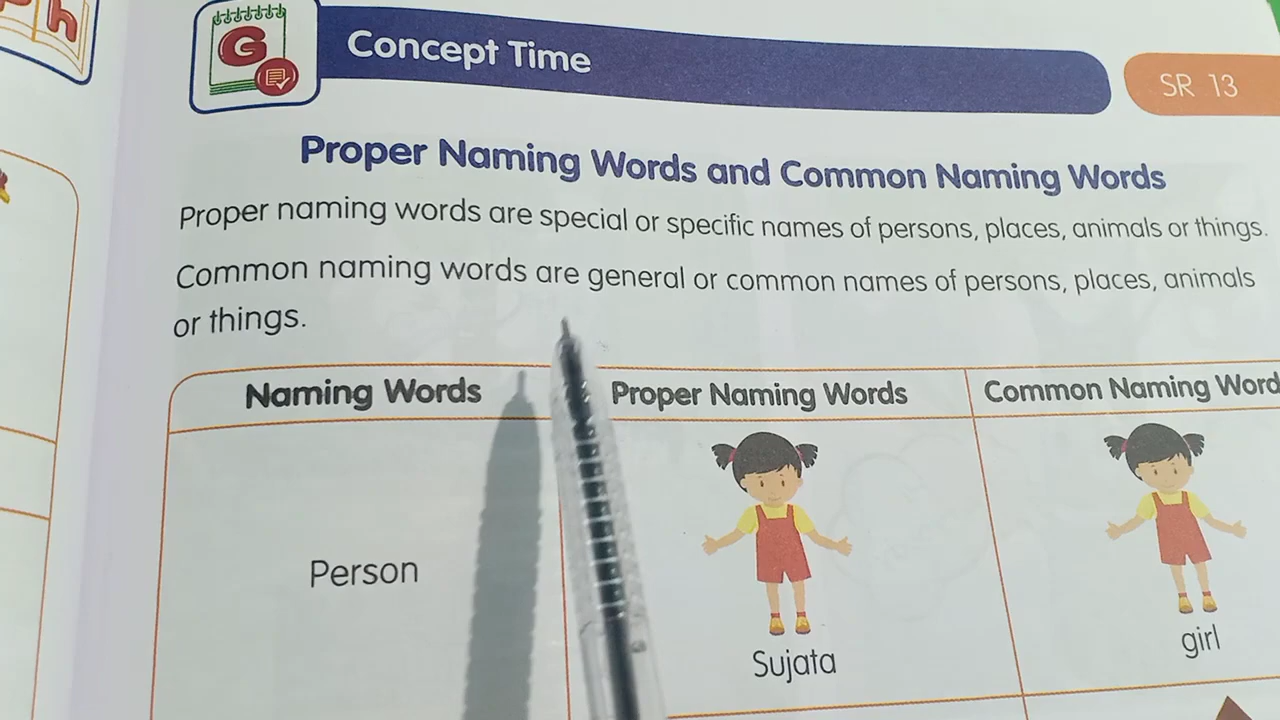 h
G
Concept Time
SR 13
Proper Naming Words and Common Naming Words
Proper naming words are special or specific names of persons, places, animals or things.
Common naming words are general or common names of persons, places, animals
or things.
Naming Words Proper Naming Words Common Naming Word
Person
Sujata
girl